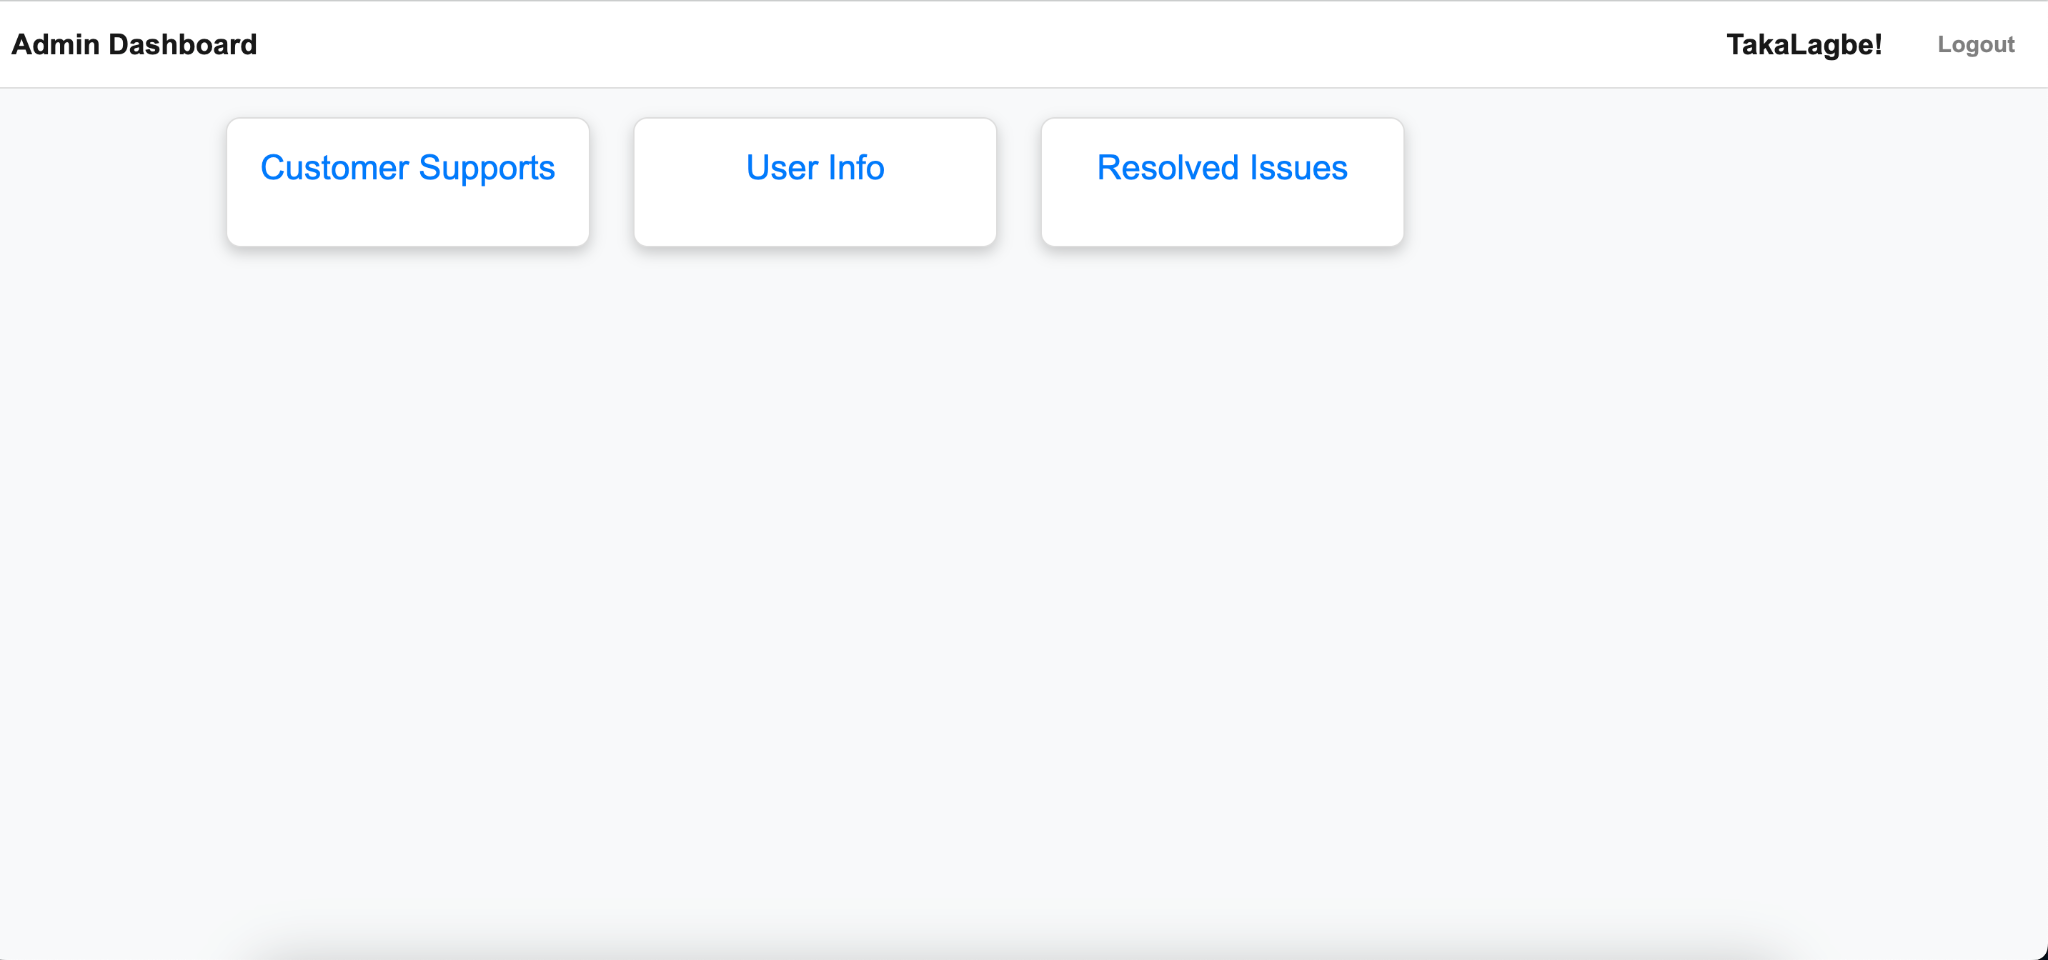 Admin Dashboard TakaLagbe! Logout
Customer Supports User Info Resolved Issues